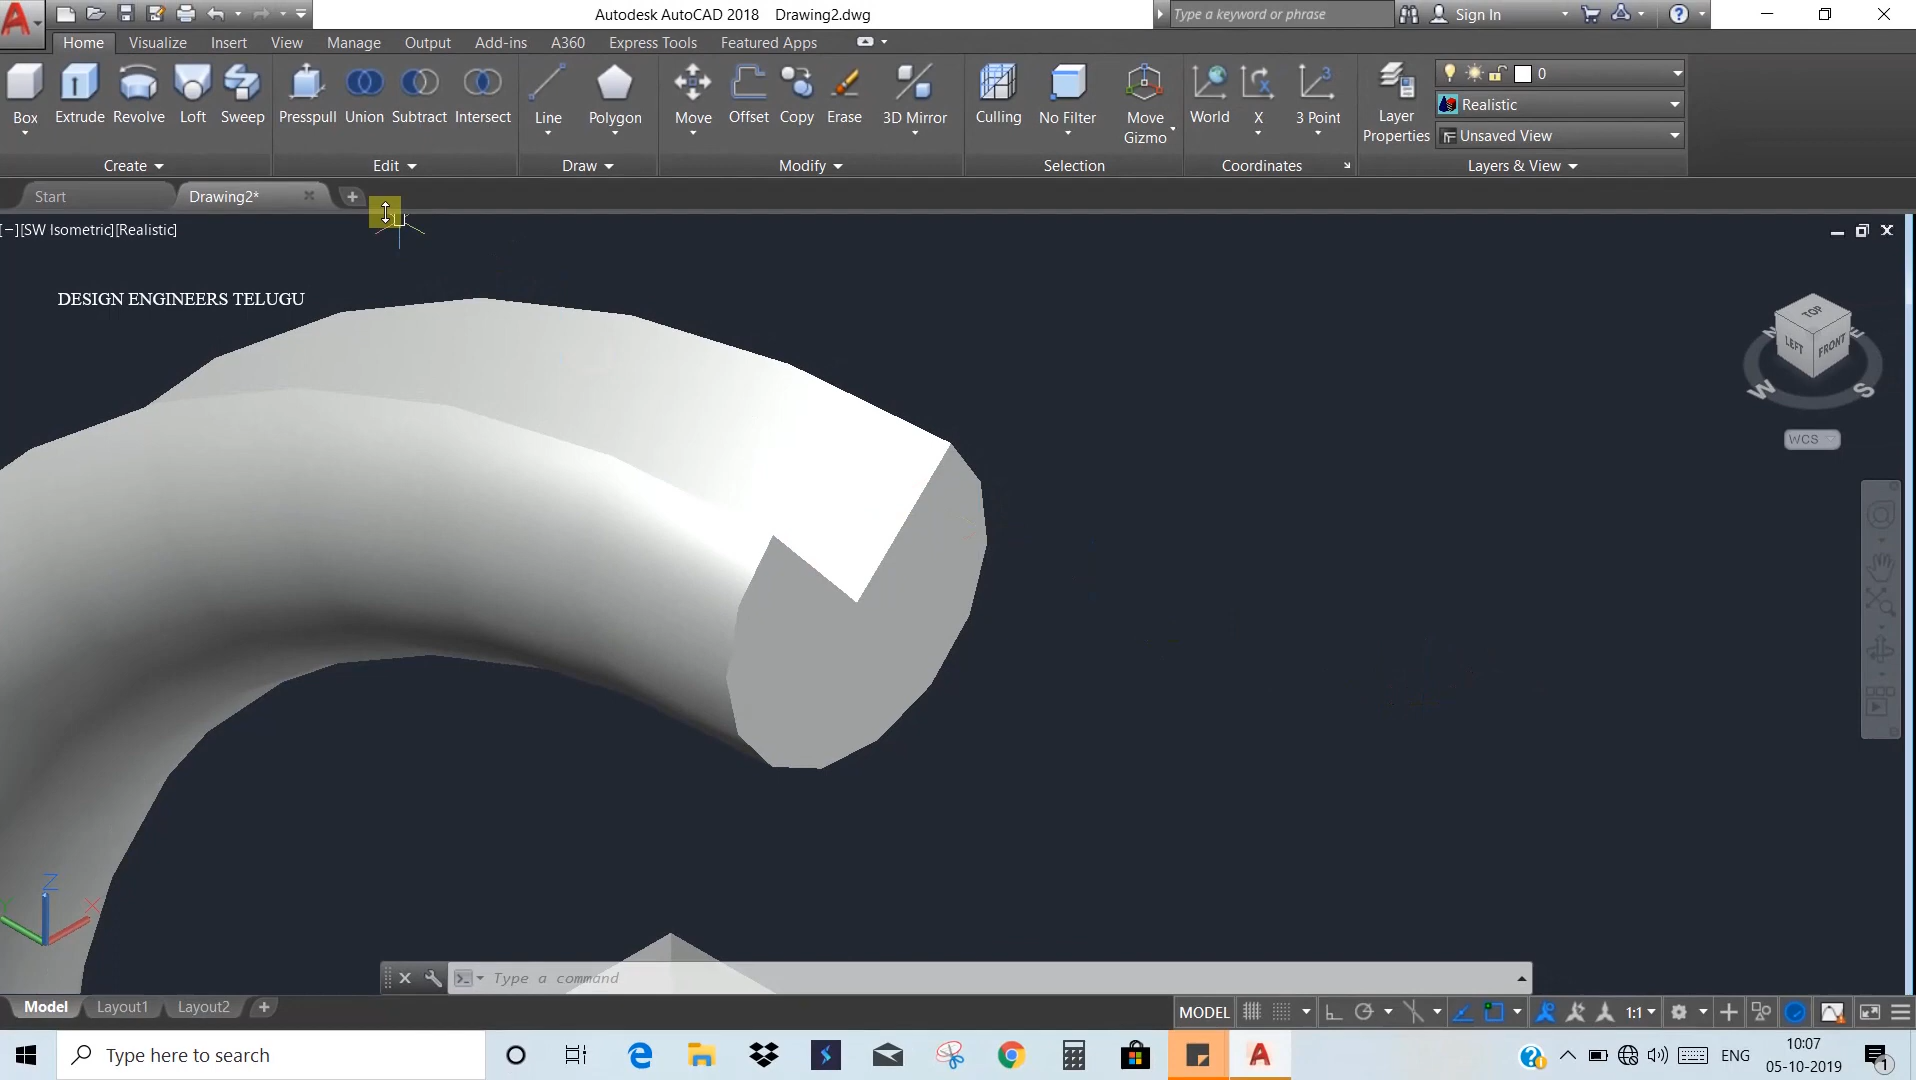 Autodesk AutoCAD 2018 Drawing2.dwg
Type a keyword or phrase
Sign In
Home Visualize Insert View Manage Output Add-ins A360 Express Tools Featured Apps
Box Extrude Revolve Loft Sweep Presspull Union Subtract Intersect Line Polygon Move Offset Copy Erase 3D Mirror Culling No Filter Move Gizmo World X 3 Point Layer Properties
0
Realistic
Unsaved View
Create Edit Draw Modify Selection Coordinates Layers & View
Start Drawing2*
[−][SW Isometric][Realistic]
DESIGN ENGINEERS TELUGU
TOP
LEFT FRONT
N E
W S
WCS
Z
Y X
Type a command
Model Layout1 Layout2
MODEL 1:1
Type here to search
ENG
10:07
05-10-2019
1